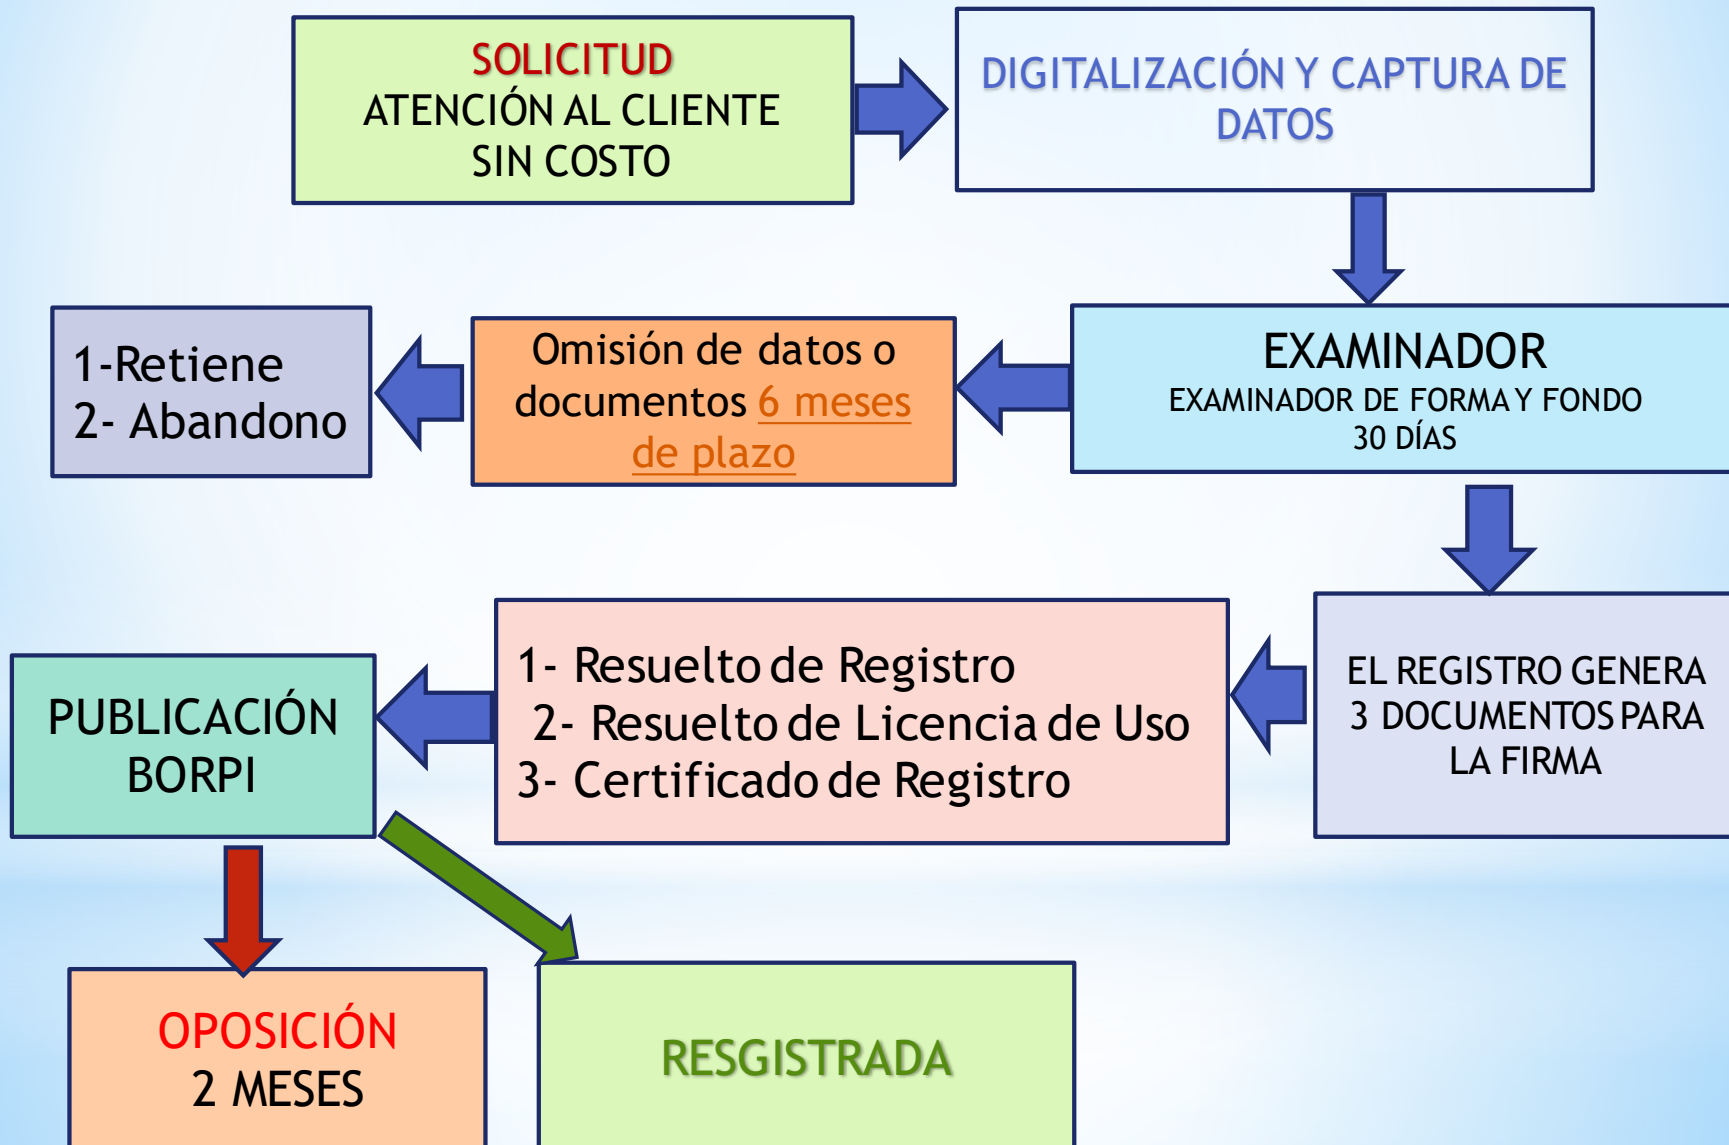 SOLICITUD
ATENCIÓN AL CLIENTE
SIN COSTO
DIGITALIZACIÓN Y CAPTURA DE
DATOS
EXAMINADOR
EXAMINADOR DE FORMA Y FONDO
30 DÍAS
Omisión de datos o
documentos 6 meses
de plazo
1-Retiene
2- Abandono
EL REGISTRO GENERA
3 DOCUMENTOS PARA
LA FIRMA
1- Resuelto de Registro
2- Resuelto de Licencia de Uso
3- Certificado de Registro
PUBLICACIÓN
BORPI
OPOSICIÓN
2 MESES
RESGISTRADA